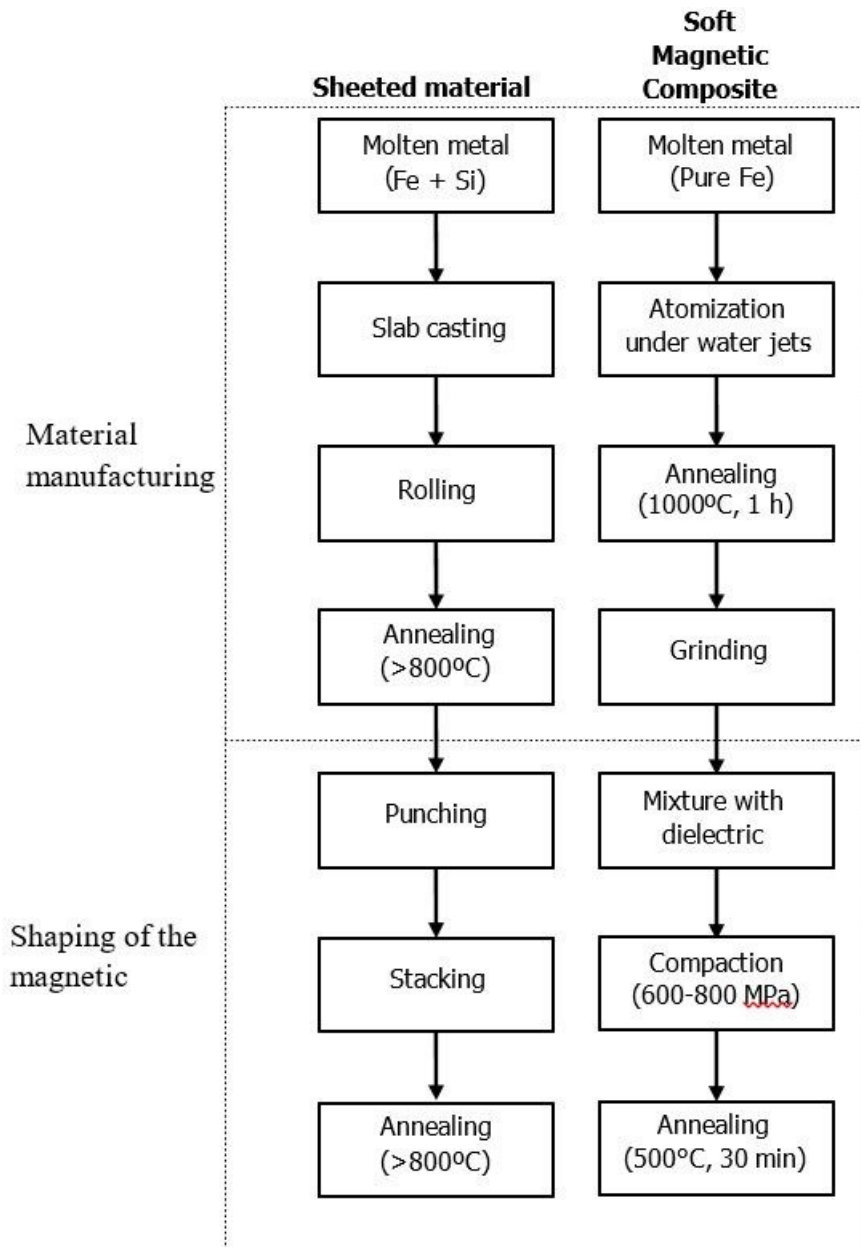 Sheeted material
Soft
Magnetic
Composite
Material
manufacturing
Molten metal
(Fe + Si)
Slab casting
Rolling
Annealing
(>800ºC)
Molten metal
(Pure Fe)
Atomization
under water jets
Annealing
(1000ºC, 1 h)
Grinding
Shaping of the
magnetic
Punching
Stacking
Annealing
(>800ºC)
Mixture with
dielectric
Compaction
(600-800 MPa)
Annealing
(500°C, 30 min)